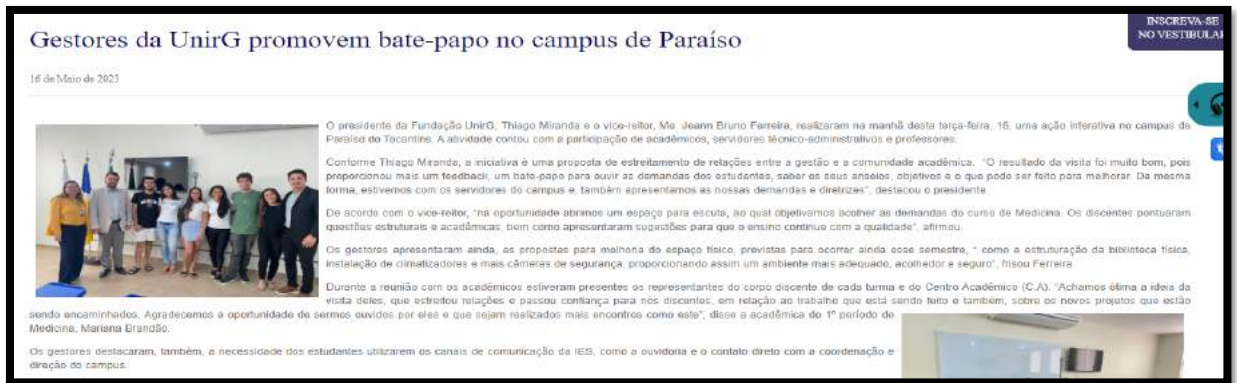 INSCREVA-SE
NO VESTIBULAR
Gestores da UnirG promovem bate-papo no campus de Paraíso
16 de Maio de 2023
O presidente da Fundação UnirG, Thiago Miranda e o vice-reitor, Me. Jeann Bruno Ferreira, realizaram na manhã desta terça-feira, 16, uma ação interativa no campus de
Paraíso do Tocantins. A atividade contou com a participação de acadêmicos, servidores técnico-administrativos e professores.
Conforme Thiago Miranda, a iniciativa é uma proposta de estreitamento de relações entre a gestão e a comunidade acadêmica. "O resultado da visita foi muito bom, pois
proporcionou mais um feedback, um bate-papo para ouvir as demandas dos estudantes, saber os seus anseios, objetivos e o que pode ser feito para melhorar. Da mesma
forma, estivemos com os servidores do campus e, também apresentamos as nossas demandas e diretrizes", destacou o presidente.
De acordo com o vice-reitor, "na oportunidade abrimos um espaço para escuta, ao qual objetivamos acolher as demandas do curso de Medicina. Os discentes pontuaram
questões estruturais e acadêmicas, bem como apresentaram sugestões para que o ensino continue com a qualidade", afirmou.
Os gestores apresentaram ainda, as propostas para melhoria do espaço físico, previstas para ocorrer ainda esse semestre, " como a estruturação da biblioteca física,
instalação de climatizadores e mais câmeras de segurança, proporcionando assim um ambiente mais adequado, acolhedor e seguro", frisou Ferreira.
Durante a reunião com os acadêmicos estiveram presentes os representantes do corpo discente de cada turma e do Centro Acadêmico (C.A). "Achamos ótima a ideia da
visita deles, que estreitou relações e passou confiança para nós discentes, em relação ao trabalho que está sendo feito e também, sobre os novos projetos que estão
sendo encaminhados. Agradecemos a oportunidade de sermos ouvidos por eles e que sejam realizados mais encontros como este", disse a acadêmica do 1º período de
Medicina, Mariana Brandão.
Os gestores destacaram, também, a necessidade dos estudantes utilizarem os canais de comunicação da IES, como a ouvidoria e o contato direto com a coordenação e
direção do campus.